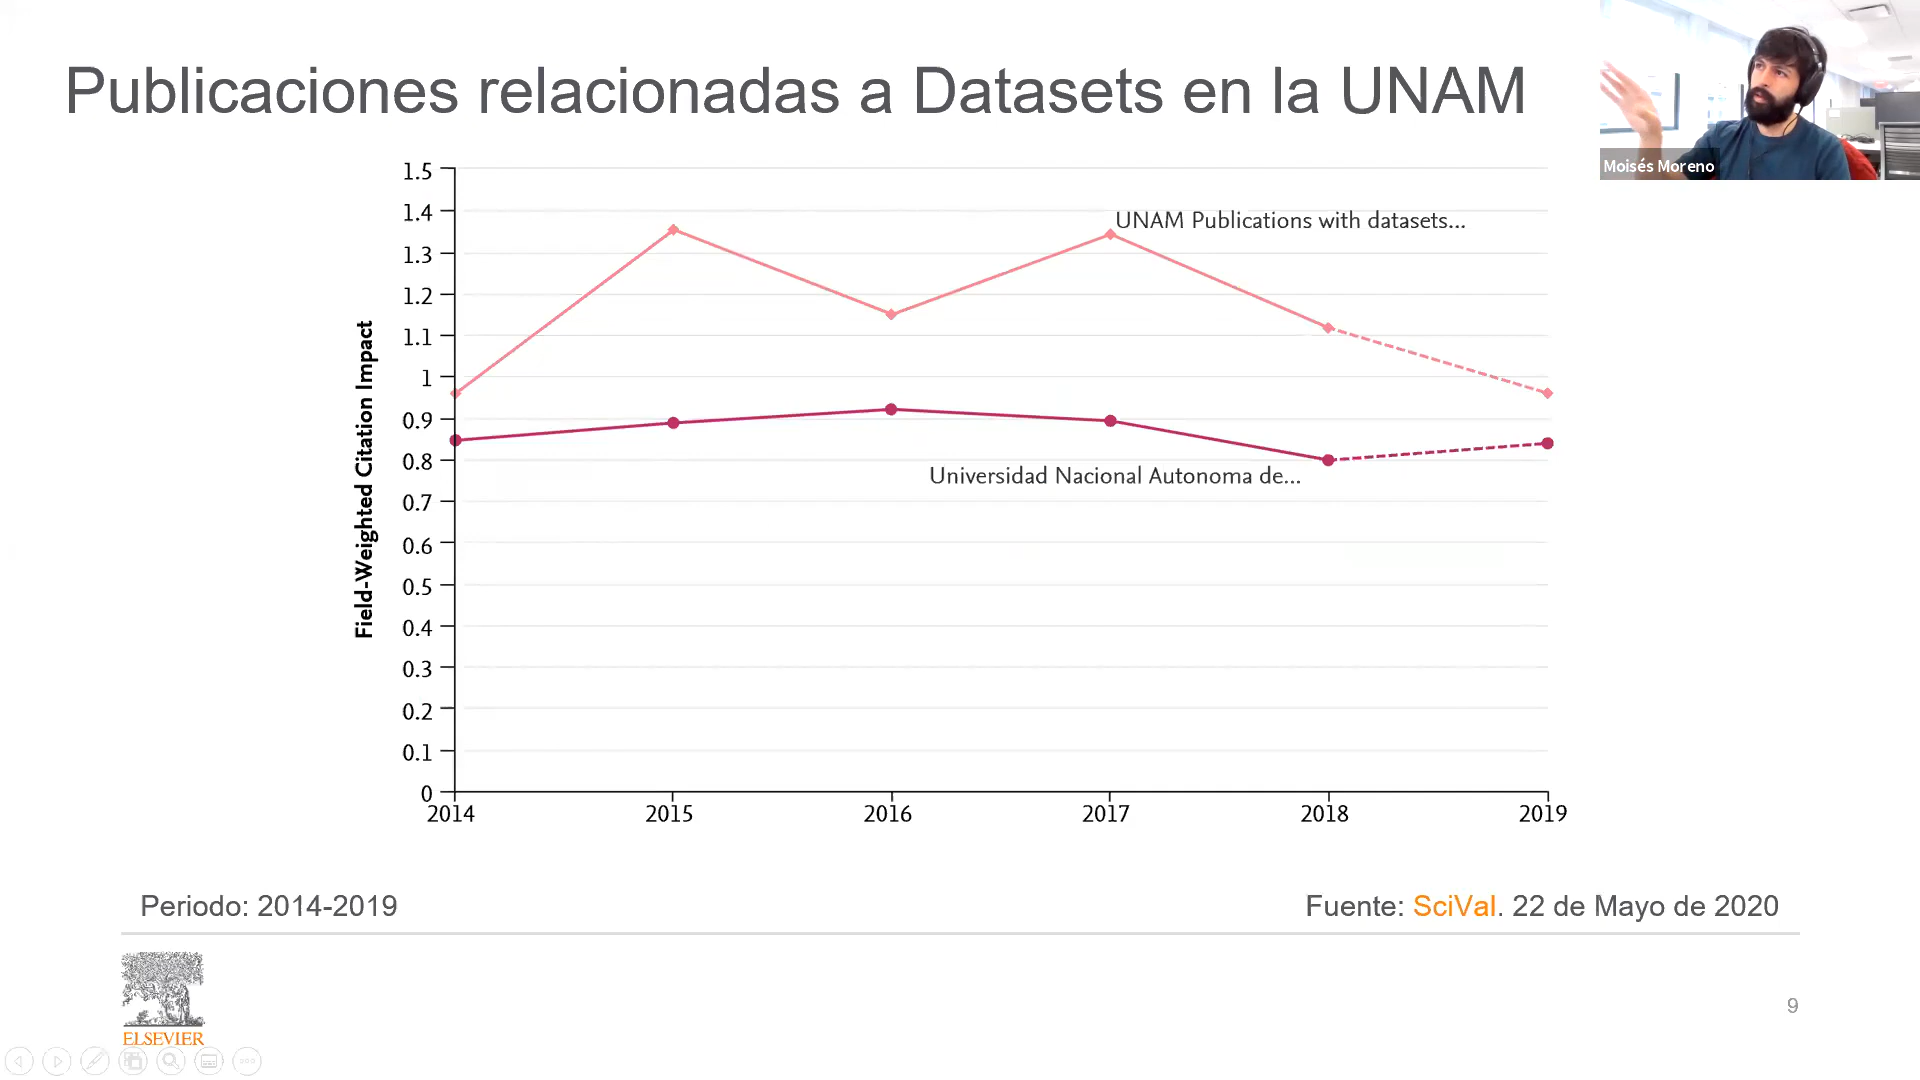 Publicaciones relacionadas a Datasets en la UNAM
Moisés Moreno
1.5
1.4
1.3
1.2
1.1
1
0.9
0.8
0.7
0.6
0.5
0.4
0.3
0.2
0.1
0
Field-Weighted Citation Impact
UNAM Publications with datasets...
Universidad Nacional Autonoma de...
2014 2015 2016 2017 2018 2019
Periodo: 2014-2019
Fuente: SciVal. 22 de Mayo de 2020
ELSEVIER
9